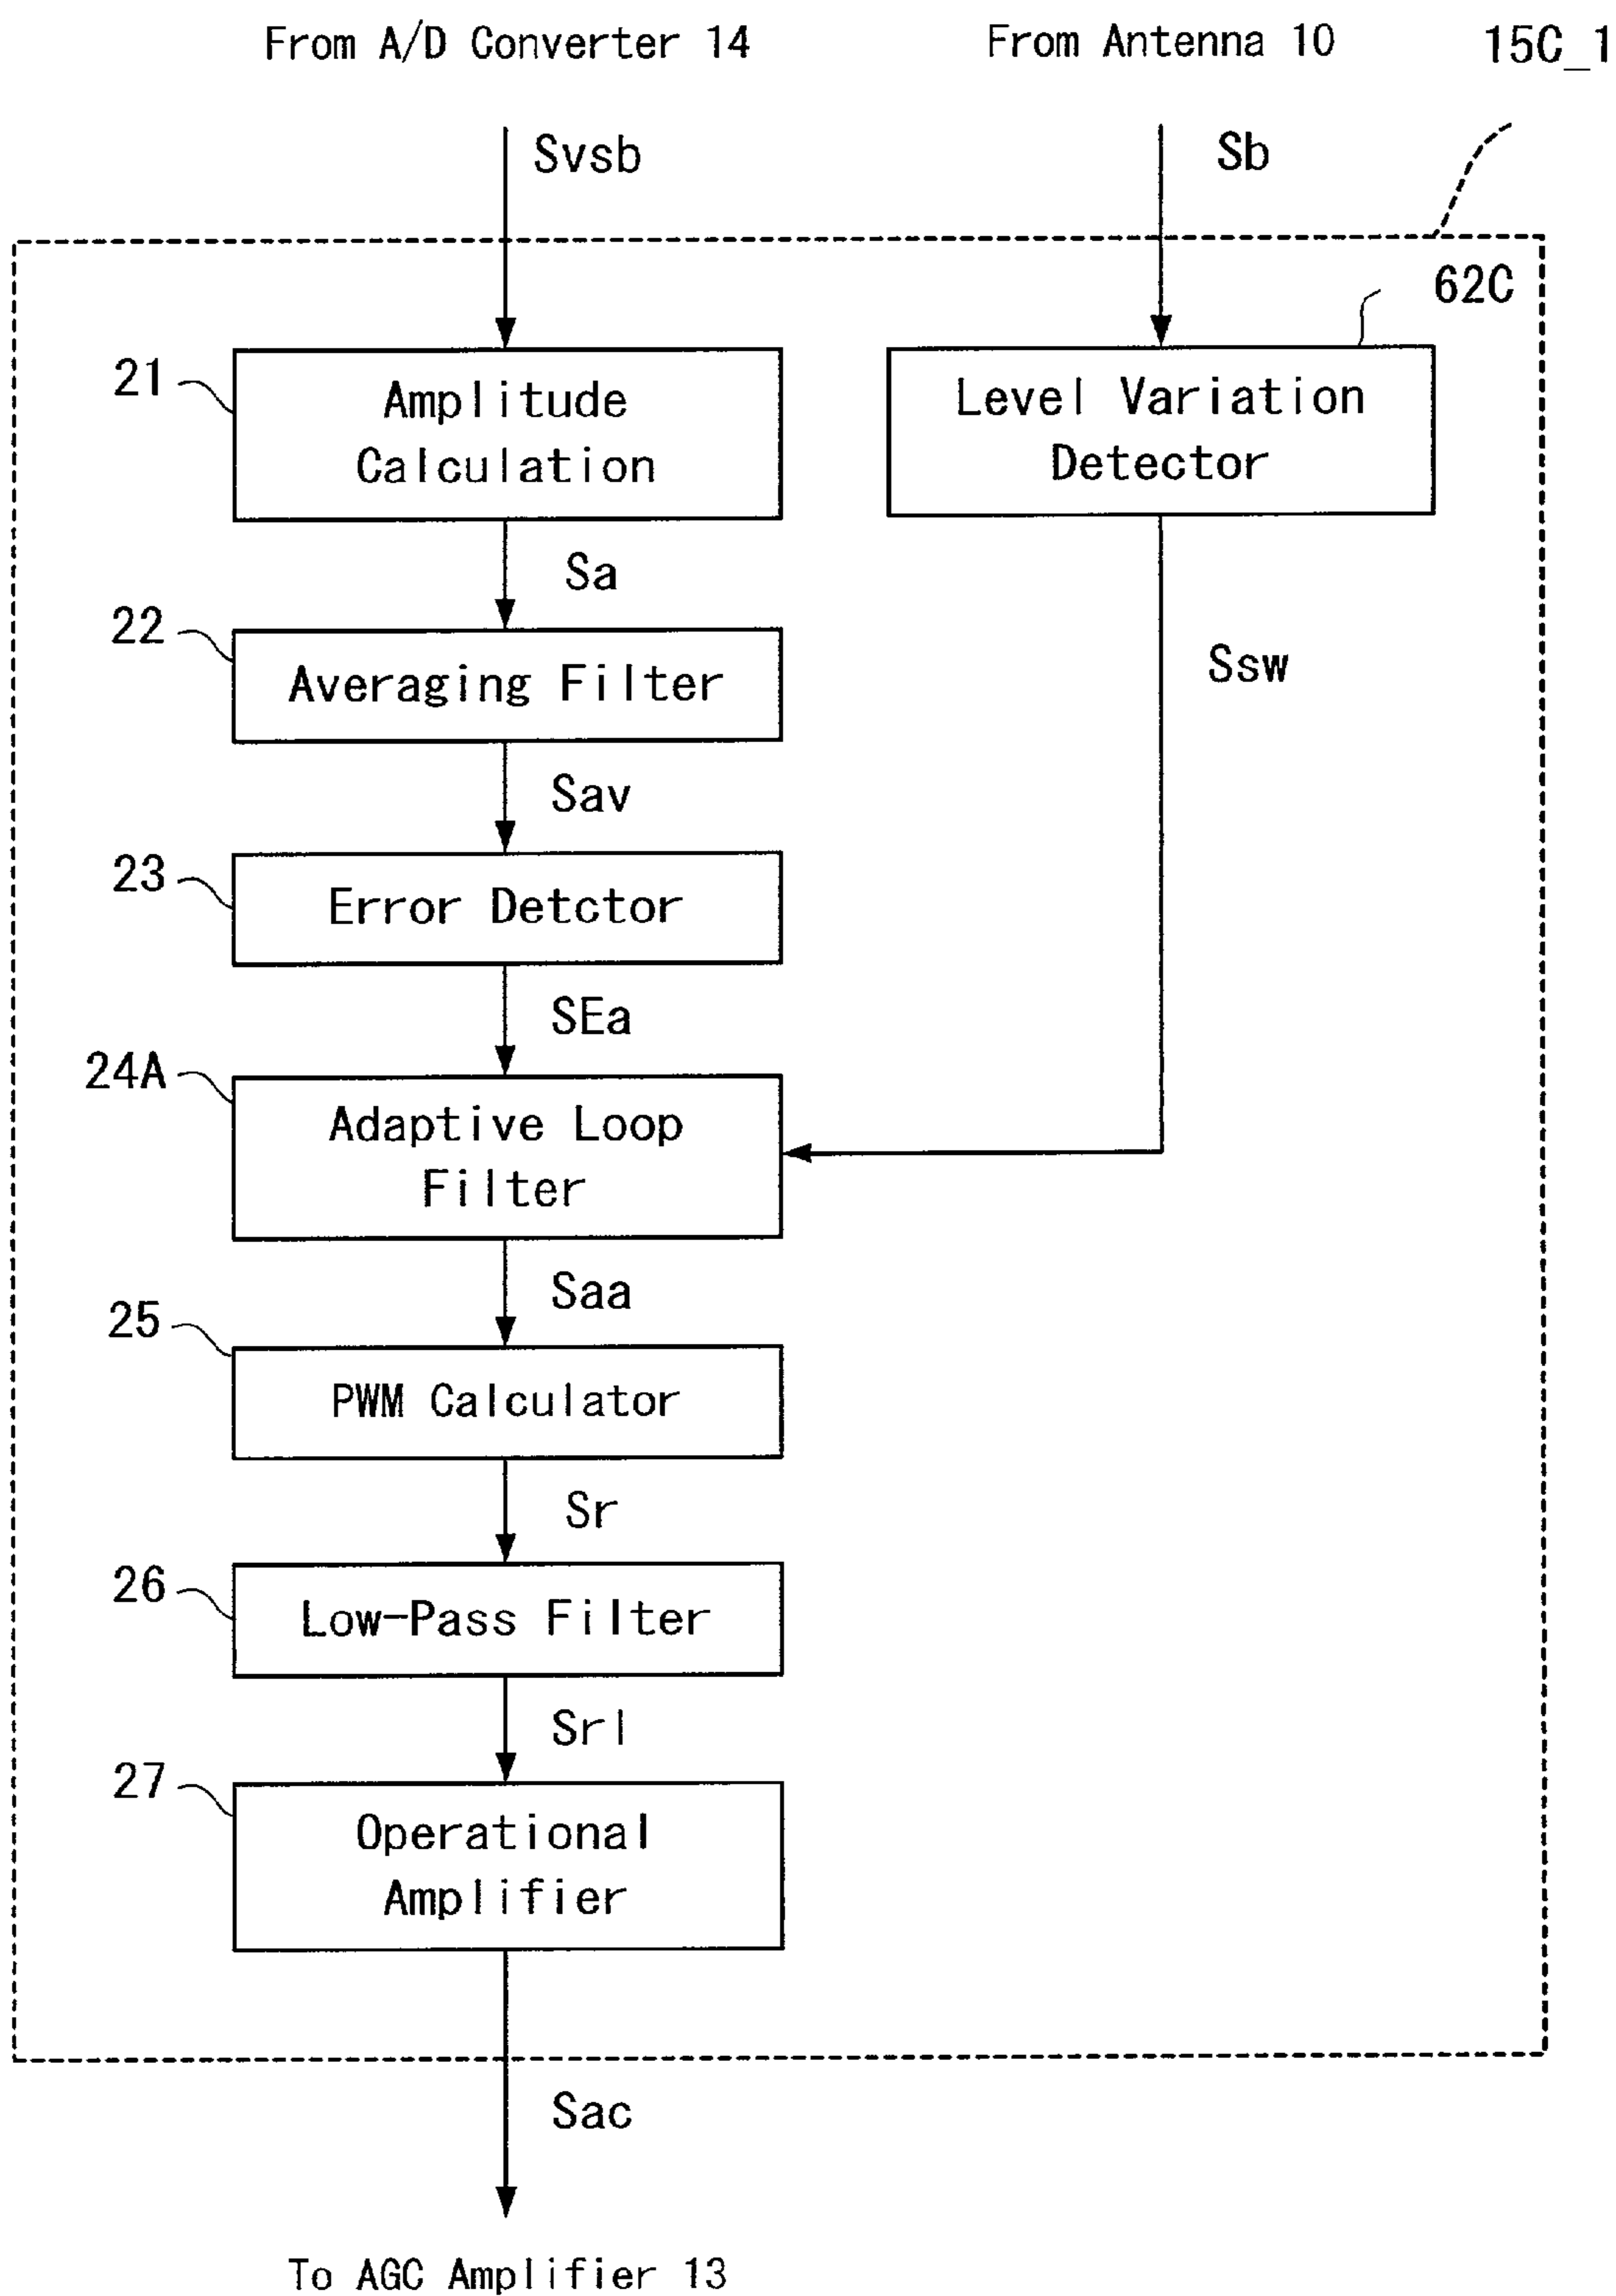 From A/D Converter 14
From Antenna 10
15C_1
Svsb
Sb
62C
21
Amplitude
Calculation
Level Variation
Detector
Sa
22
Averaging Filter
Ssw
Sav
23
Error Detctor
SEa
24A
Adaptive Loop
Filter
Saa
25
PWM Calculator
Sr
26
Low-Pass Filter
Srl
27
Operational
Amplifier
Sac
To AGC Amplifier 13